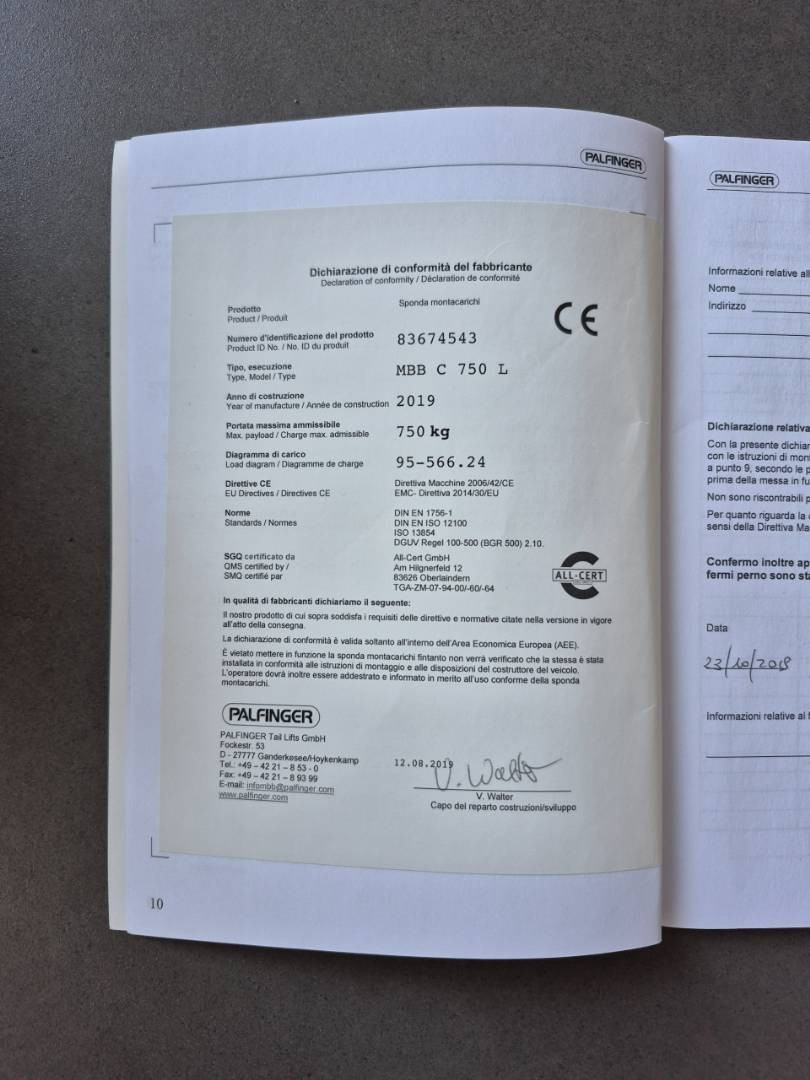 PALFINGER
Dichiarazione di conformità del fabbricante
Declaration of conformity / Déclaration de conformité
CE
Prodotto
Product / Produit
Sponda montacarichi
Numero d'identificazione del prodotto
Product ID No. / No. ID du produit
83674543
Tipo, esecuzione
Type, Model / Type
MBB C 750 L
Anno di costruzione
Year of manufacture / Année de construction
2019
Portata massima ammissibile
Max. payload / Charge max. admissible
750 kg
Diagramma di carico
Load diagram / Diagramme de charge
95-566.24
Direttive CE
EU Directives / Directives CE
Direttiva Macchine 2006/42/CE
EMC- Direttiva 2014/30/EU
Norme
Standards / Normes
DIN EN 1756-1
DIN EN ISO 12100
ISO 13854
DGUV Regel 100-500 (BGR 500) 2.10.
SGQ certificato da
QMS certified by /
SMQ certifié par
All-Cert GmbH
Am Hilgnerfeld 12
83626 Oberlaindern
TGA-ZM-07-94-00/-60/-64
ALL-CERT
In qualità di fabbricanti dichiariamo il seguente:
Il nostro prodotto di cui sopra soddisfa i requisiti delle direttive e normative citate nella versione in vigore
all'atto della consegna.
La dichiarazione di conformità è valida soltanto all'interno dell'Area Economica Europea (AEE).
È vietato mettere in funzione la sponda montacarichi fintanto non verrà verificato che la stessa è stata
installata in conformità alle istruzioni di montaggio e alle disposizioni del costruttore del veicolo.
L'operatore dovrà inoltre essere addestrato e informato in merito all'uso conforme della sponda
montacarichi.
PALFINGER
PALFINGER Tail Lifts GmbH
Fockestr. 53
D - 27777 Ganderkesee/Hoykenkamp
Tel.: +49 – 42 21 – 8 53 - 0
Fax: +49 – 42 21 – 8 93 99
E-mail: infombb@palfinger.com
www.palfinger.com
12.08.2019
V. Walter
V. Walter
Capo del reparto costruzioni/sviluppo
10
PALFINGER
Informazioni relative al
Nome
Indirizzo
Dichiarazione relativa
Con la presente dichiar
con le istruzioni di mon
a punto 9, secondo le p
prima della messa in fu
Non sono riscontrabili p
Per quanto riguarda la
sensi della Direttiva Ma
Confermo inoltre ap
fermi perno sono sta
Data
23/10/2019
Informazioni relative al f